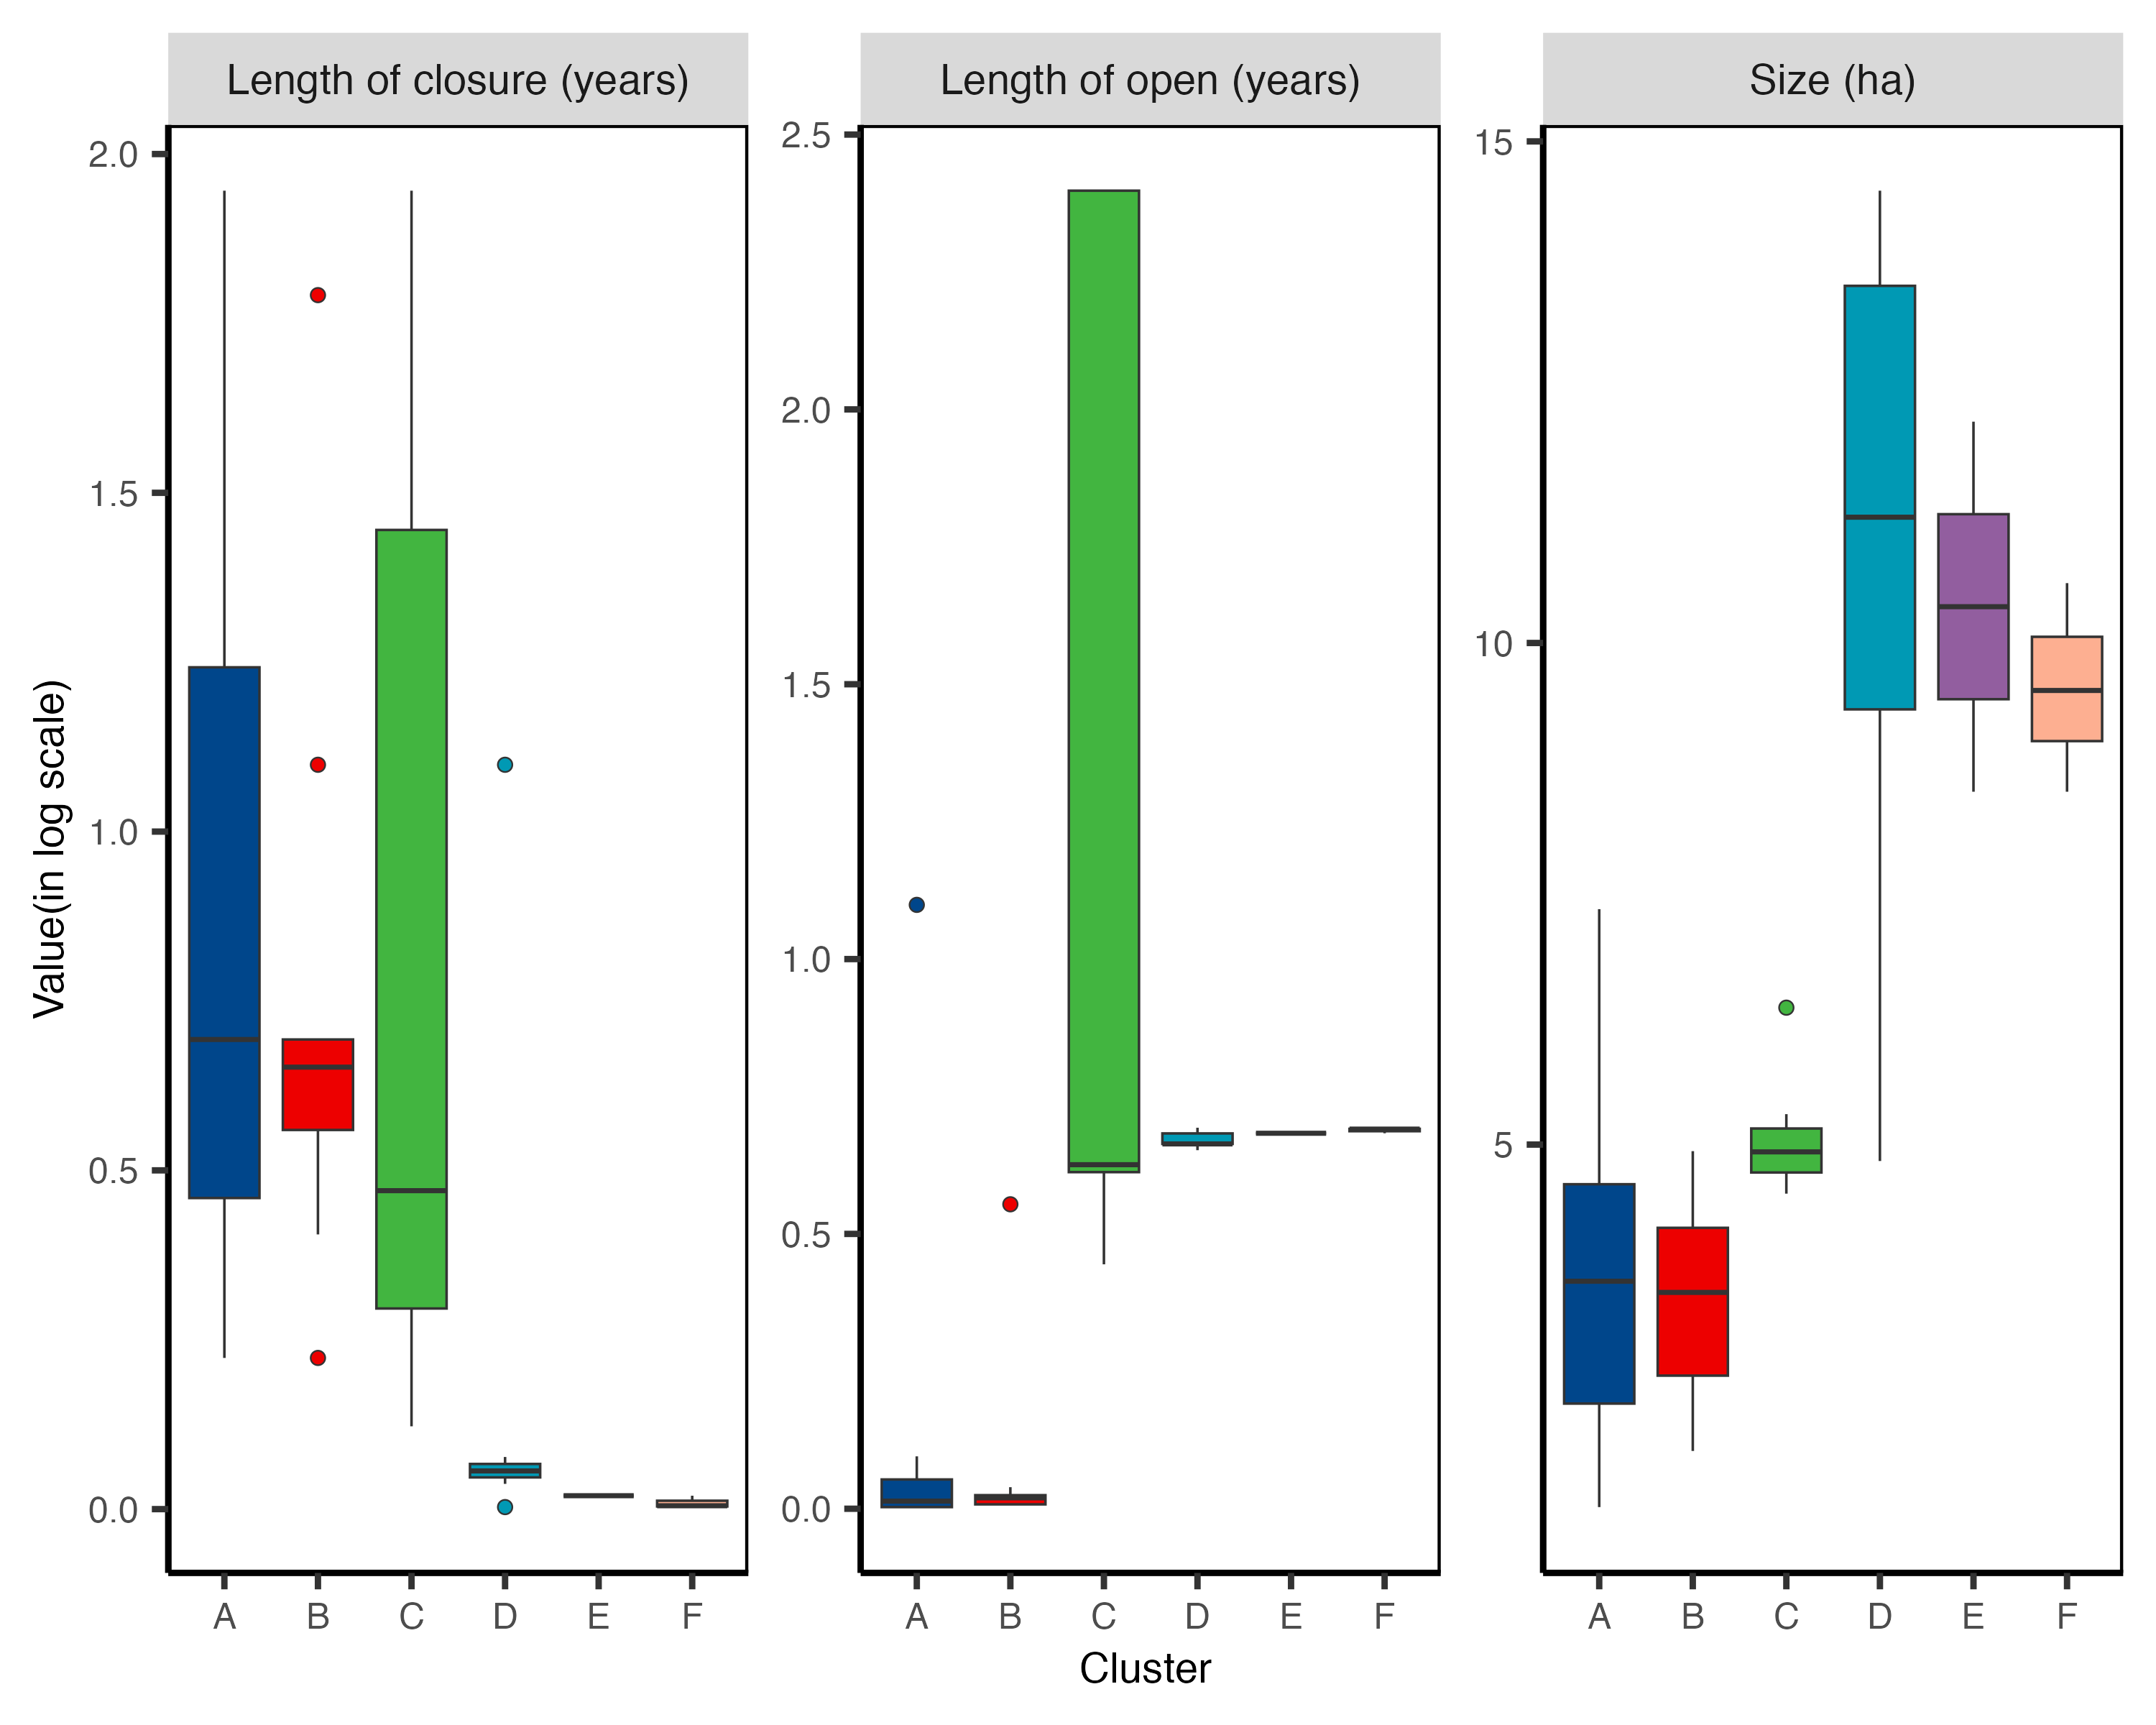 Length of closure (years)
Length of open (years)
Size (ha)
Value(in log scale)
2.0
1.5
1.0
0.5
0.0
2.5
2.0
1.5
1.0
0.5
0.0
15
10
5
A B C D E F
A B C D E F
A B C D E F
Cluster